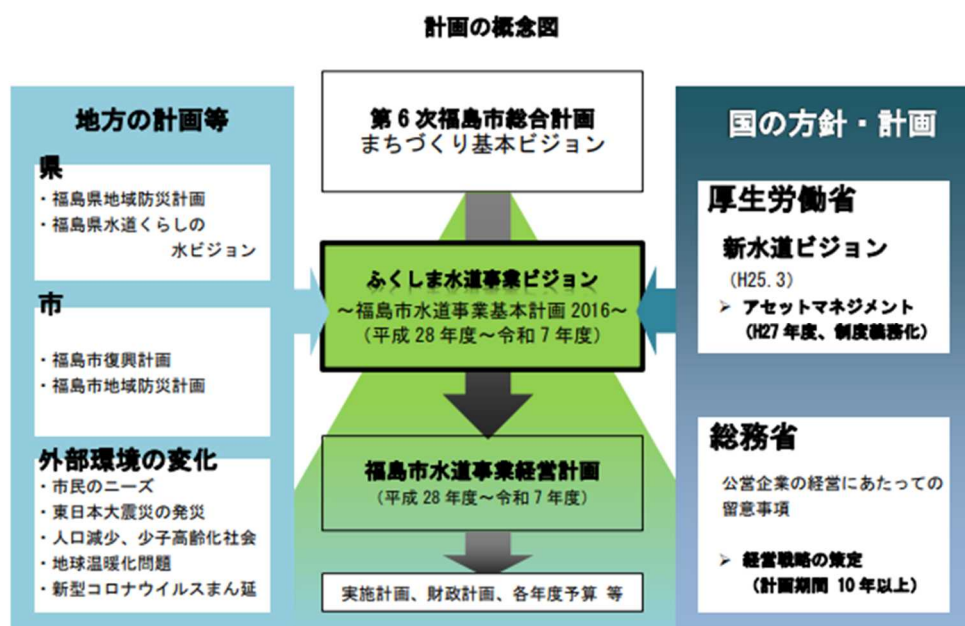 計画の概念図
地方の計画等
県
・福島県地域防災計画
・福島県水道くらしの
水ビジョン
市
・福島市復興計画
・福島市地域防災計画
外部環境の変化
・市民のニーズ
・東日本大震災の発災
・人口減少、少子高齢化社会
・地球温暖化問題
・新型コロナウイルスまん延
第6次福島市総合計画
まちづくり基本ビジョン
ふくしま水道事業ビジョン
～福島市水道事業基本計画2016～
(平成28年度～令和7年度)
福島市水道事業経営計画
(平成28年度～令和7年度)
実施計画、財政計画、各年度予算 等
国の方針・計画
厚生労働省
新水道ビジョン
(H25.3)
➢ アセットマネジメント
(H27年度、制度義務化)
総務省
公営企業の経営にあたっての
留意事項
➢ 経営戦略の策定
(計画期間 10年以上)